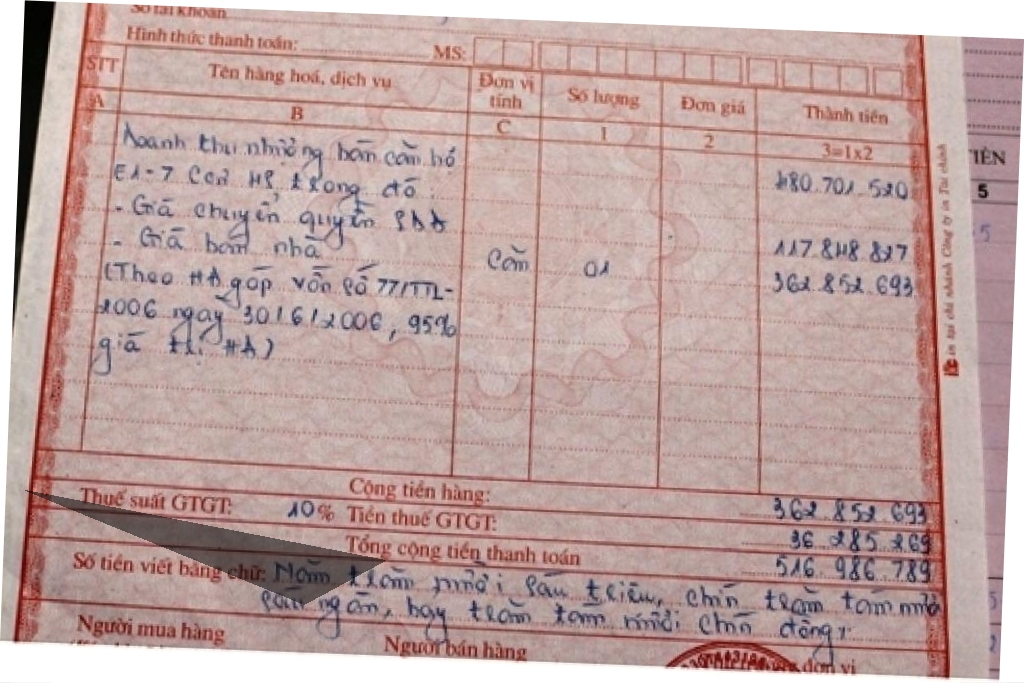 Số tài khoản
Hình thức thanh toán: MS:
STT Tên hàng hoá, dịch vụ Đơn vị tính Số lượng Đơn giá Thành tiền
A B C 1 2 3=1x2
Doanh thu nhượng bán căn hộ 480.701.520
E1-7 CC Mỹ, trong đó:
- Giá chuyển quyền SDĐ 117.848.827
- Giá bán nhà Căn 01 362.852.693
(Theo HĐ góp vốn số 77/TTL-
2006 ngày 30/6/2006, 95%
giá trị HĐ)
Cộng tiền hàng: 362.852.693
Thuế suất GTGT: 10% Tiền thuế GTGT: 36.285.269
Tổng cộng tiền thanh toán 516.986.789
Số tiền viết bằng chữ: Năm trăm mười sáu triệu, chín trăm tám mươi
sáu ngàn, bảy trăm tám mươi chín đồng
Người mua hàng Người bán hàng đơn vị
in tại chi nhánh Công ty in Tài chính
TIỀN
5
5